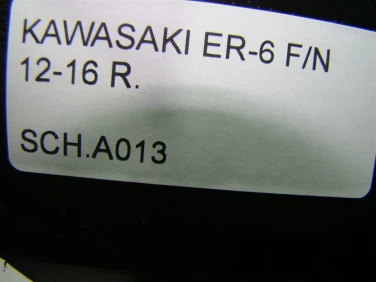 KAWASAKI ER-6 F/N
12-16 R.
SCH.A013